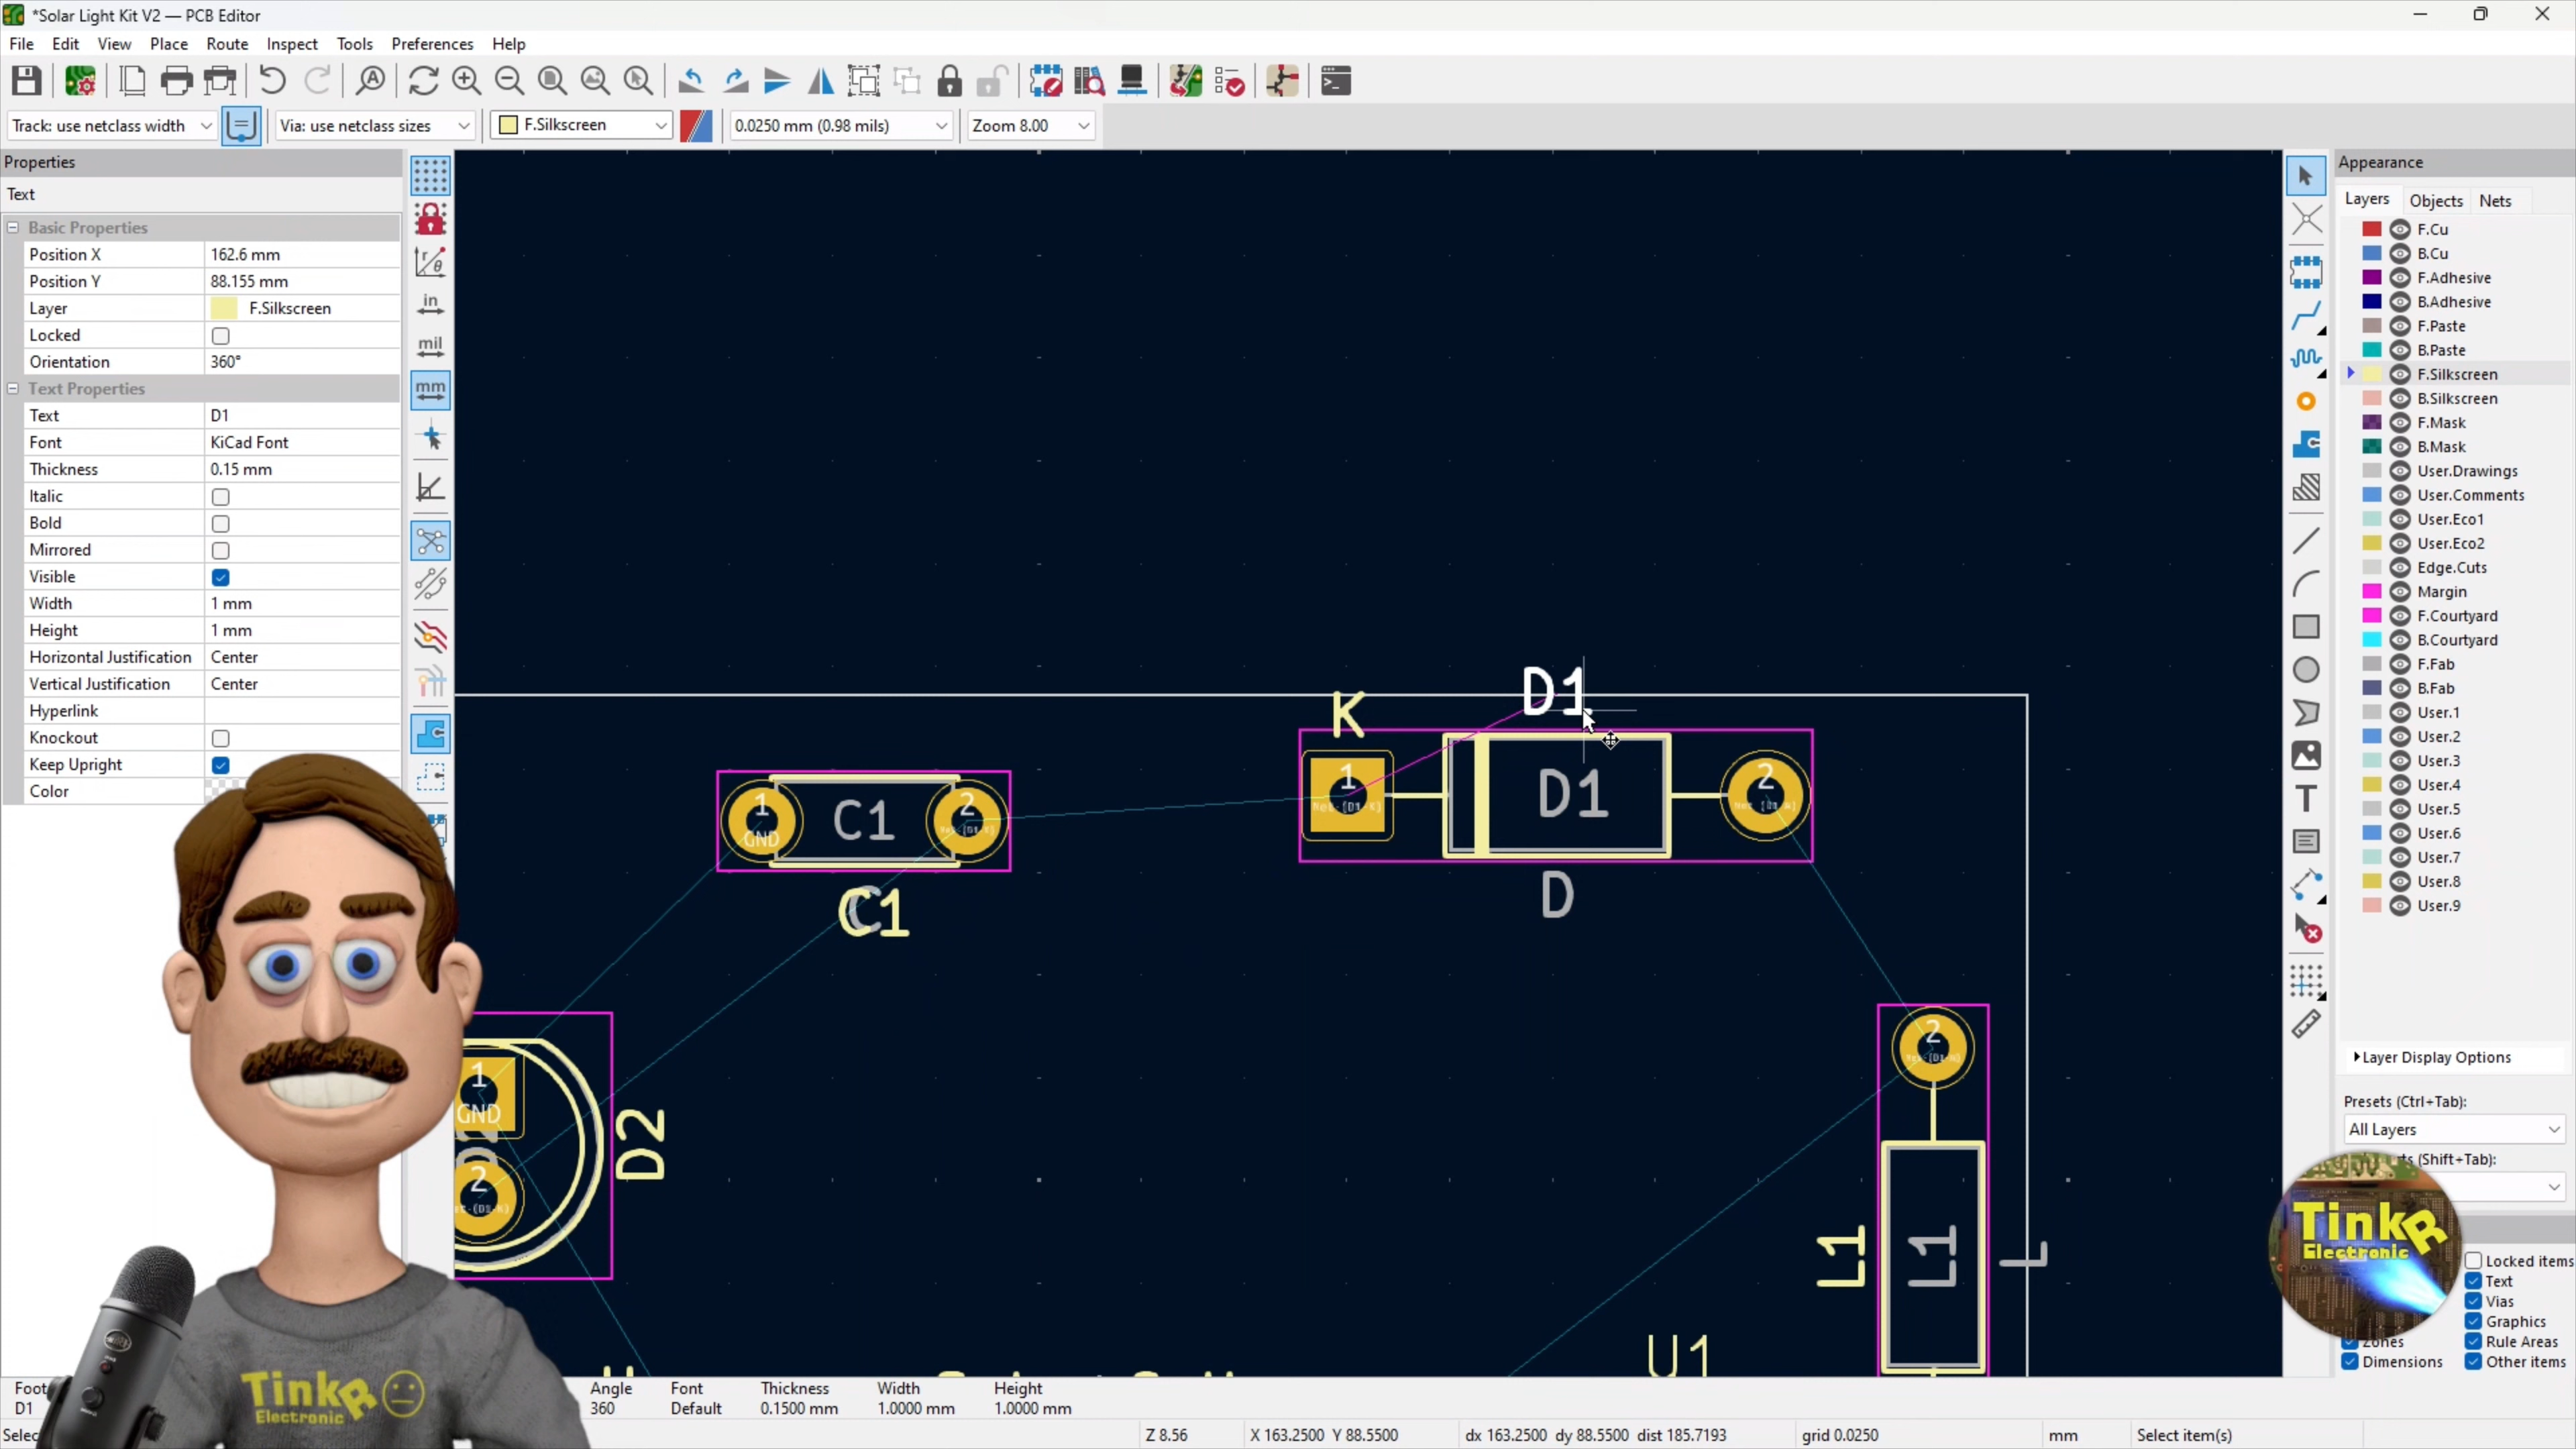 *Solar Light Kit V2 — PCB Editor
File Edit View Place Route Inspect Tools Preferences Help
Track: use netclass width
Via: use netclass sizes
F.Silkscreen
0.0250 mm (0.98 mils)
Zoom 8.00
Properties
Text
Basic Properties
Position X 162.6 mm
Position Y 88.155 mm
Layer F.Silkscreen
Locked
Orientation 360°
Text Properties
Text D1
Font KiCad Font
Thickness 0.15 mm
Italic
Bold
Mirrored
Visible
Width 1 mm
Height 1 mm
Horizontal Justification Center
Vertical Justification Center
Hyperlink
Knockout
Keep Upright
Color
in
mil
mm
D1
K
1
D1
2
D
1
GND
C1
2
C1
1
GND
2
D2
2
L1
L1
L
U1
Appearance
Layers Objects Nets
F.Cu
B.Cu
F.Adhesive
B.Adhesive
F.Paste
B.Paste
F.Silkscreen
B.Silkscreen
F.Mask
B.Mask
User.Drawings
User.Comments
User.Eco1
User.Eco2
Edge.Cuts
Margin
F.Courtyard
B.Courtyard
F.Fab
B.Fab
User.1
User.2
User.3
User.4
User.5
User.6
User.7
User.8
User.9
Layer Display Options
Presets (Ctrl+Tab):
All Layers
(Shift+Tab):
TinkR
Electronic
Locked items
Text
Vias
Graphics
Zones Rule Areas
Dimensions Other items
TinkR
Electronic
D1
Angle
360
Font
Default
Thickness
0.1500 mm
Width
1.0000 mm
Height
1.0000 mm
Z 8.56
X 163.2500 Y 88.5500
dx 163.2500 dy 88.5500 dist 185.7193
grid 0.0250
mm
Select item(s)